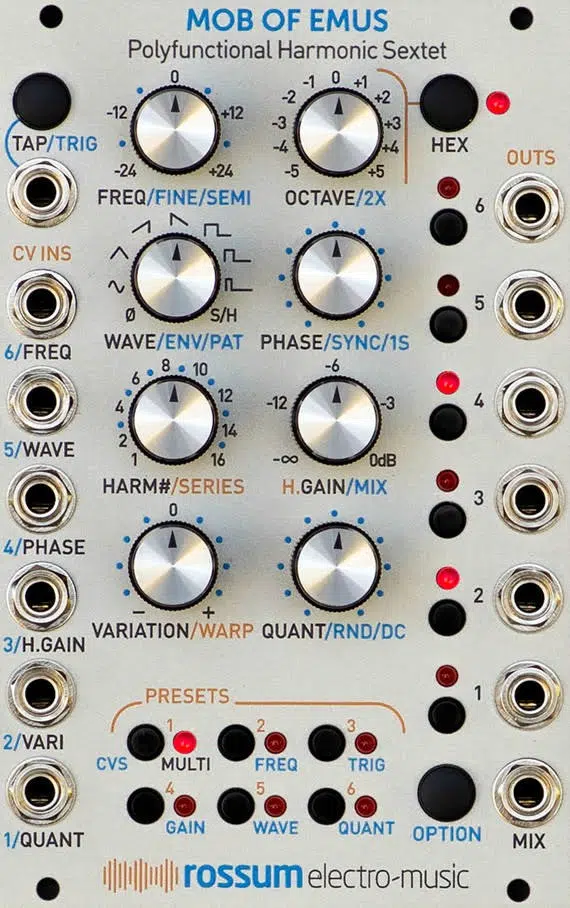 MOB OF EMUS
Polyfunctional Harmonic Sextet
TAP/TRIG
0
-12 +12
-24 +24
FREQ/FINE/SEMI
-1 0 +1
-2 +2
-3 +3
-4 +4
-5 +5
OCTAVE/2X
HEX
OUTS
6
5
4
3
2
1
CV INS
6/FREQ
5/WAVE
4/PHASE
3/H.GAIN
2/VARI
1/QUANT
Ø S/H
WAVE/ENV/PAT
PHASE/SYNC/1S
6 8 10
4 12
2 14
1 16
HARM#/SERIES
-6
-12 -3
-∞ 0dB
H.GAIN/MIX
0
- +
VARIATION/WARP
QUANT/RND/DC
PRESETS
1 2 3
CVS MULTI FREQ TRIG
4 5 6
GAIN WAVE QUANT
OPTION
MIX
rossum electro-music